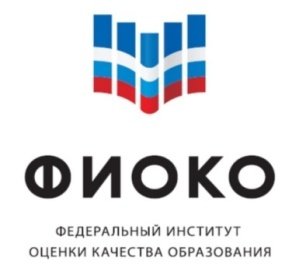 ФИОКО
ФЕДЕРАЛЬНЫЙ ИНСТИТУТ
ОЦЕНКИ КАЧЕСТВА ОБРАЗОВАНИЯ